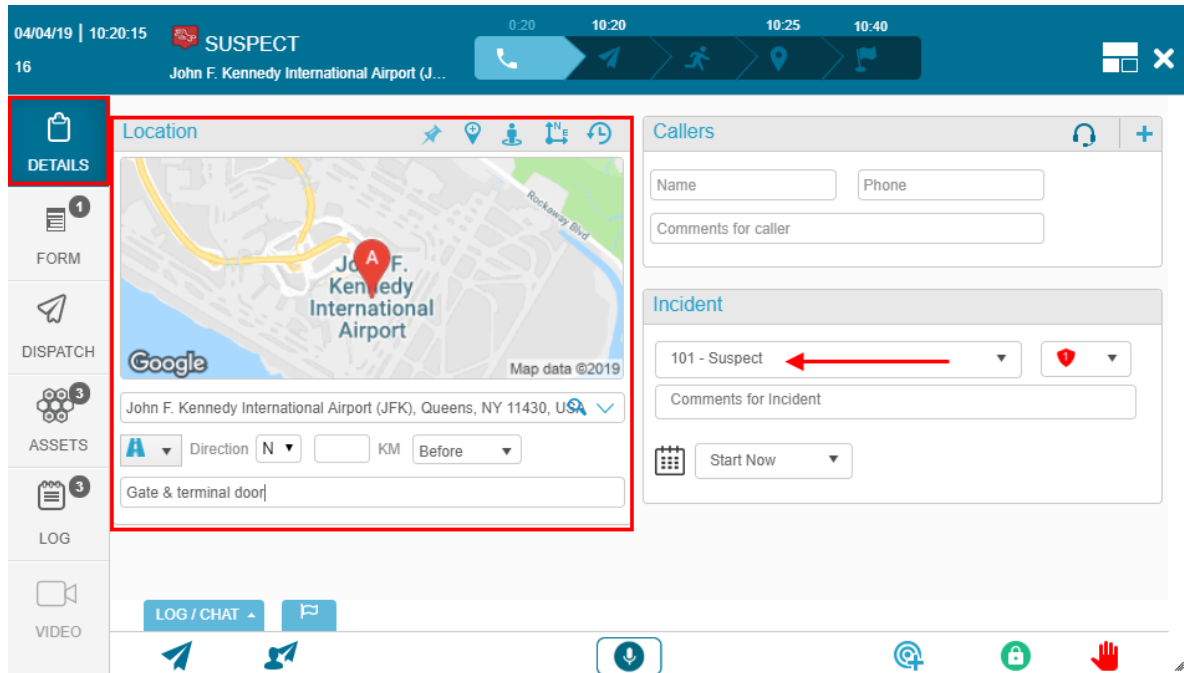 04/04/19 | 10:20:15
16
SUSPECT
John F. Kennedy International Airport (J...
0:20 10:20 10:25 10:40
DETAILS
1
FORM
DISPATCH
3
ASSETS
3
LOG
VIDEO
Location
N
E
Rockaway Blvd
A
John F.
Kennedy
International
Airport
Google
Map data ©2019
John F. Kennedy International Airport (JFK), Queens, NY 11430, USA
Direction N KM Before
Gate & terminal door
Callers
+
Name Phone
Comments for caller
Incident
101 - Suspect 1
Comments for Incident
Start Now
LOG / CHAT